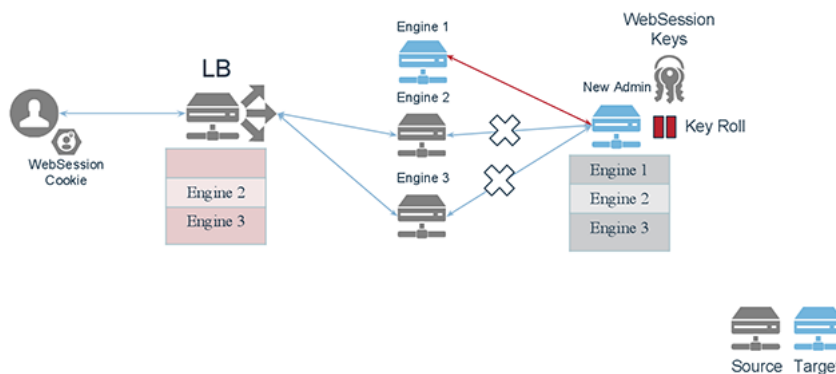 Engine 1
WebSession
Keys
LB
New Admin
Engine 2
Key Roll
WebSession
Cookie
Engine 2
Engine 3
Engine 3
Engine 1
Engine 2
Engine 3
Source
Target